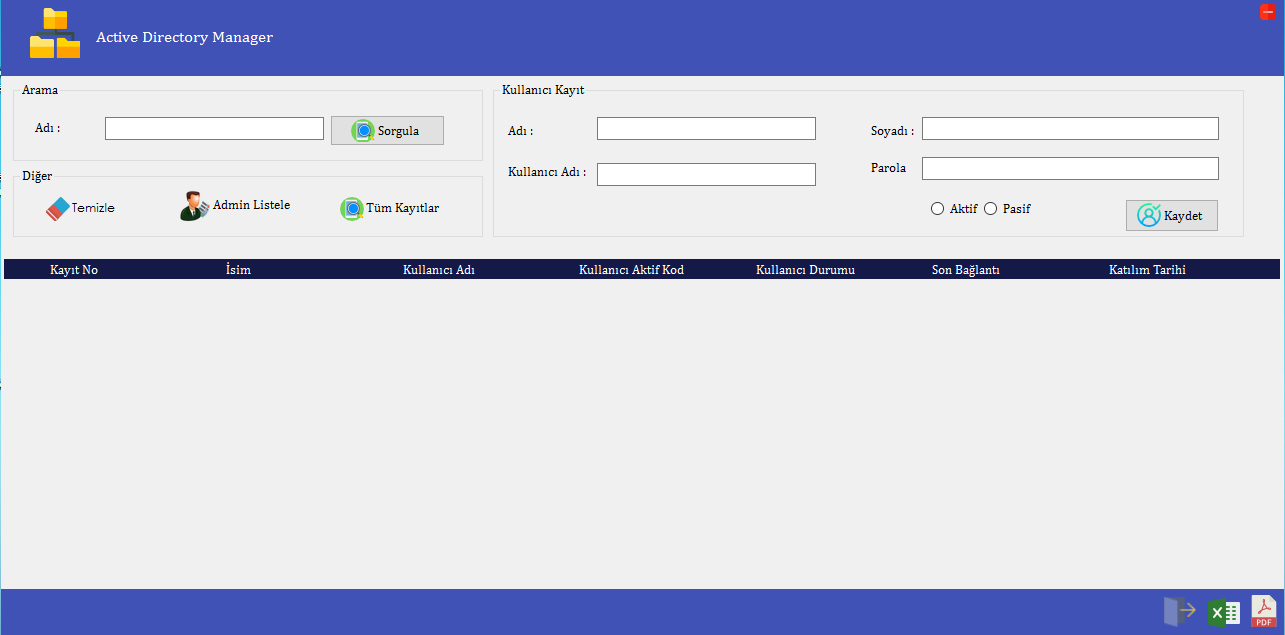 Active Directory Manager
Arama
Adı :
Sorgula
Diğer
Temizle
Admin Listele
Tüm Kayıtlar
Kullanıcı Kayıt
Adı :
Soyadı :
Kullanıcı Adı :
Parola
Aktif
Pasif
Kaydet
Kayıt No İsim Kullanıcı Adı Kullanıcı Aktif Kod Kullanıcı Durumu Son Bağlantı Katılım Tarihi
X
PDF